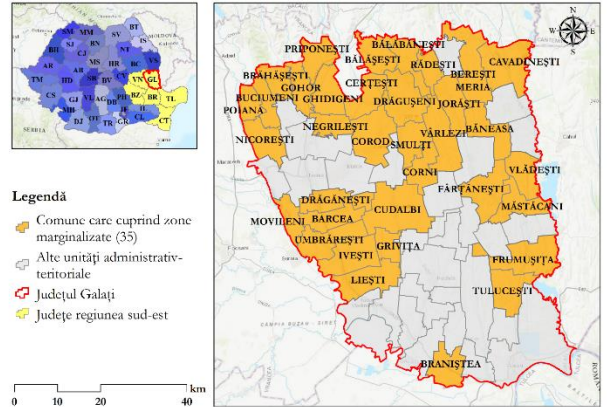 SM MM BT
SV
SJ BN IS
BH CJ NT
MS
AR HR BC VS
AB
TM HD SB BV CV VN GL
CS GJ VL AG PH BZ BR TL
DB
MH IL
DJ OT TR GR CL CT
MOLDOVA
SERBIA
Legendă
Comune care cuprind zone
marginalizate (35)
Alte unități administrativ-
teritoriale
Județul Galați
Județe regiunea sud-est
0 10 20 40
km
N
PRIPONEȘTI
BĂLĂBĂNEȘTI
BĂLĂȘEȘTI
RĂDEȘTI
CAVADINEȘTI
BRĂHĂȘEȘTI
CERȚEȘTI
BEREȘTI
MERIA
GOHOR
BUCIUMENI
GHIDIGENI
DRĂGUȘENI
JORĂȘTI
POIANA
NEGRILEȘTI
VÂRLEZI
BĂNEASA
NICOREȘTI
COROD
SMULȚI
CORNI
VLĂDEȘTI
FÂRȚĂNEȘTI
DRĂGĂNEȘTI
MĂSTĂCANI
CUDALBI
MOVILENI
BARCEA
UMBRĂREȘTI
GRIVIȚA
IVEȘTI
FRUMUȘIȚA
LIEȘTI
TULUCEȘTI
BRANIȘTEA